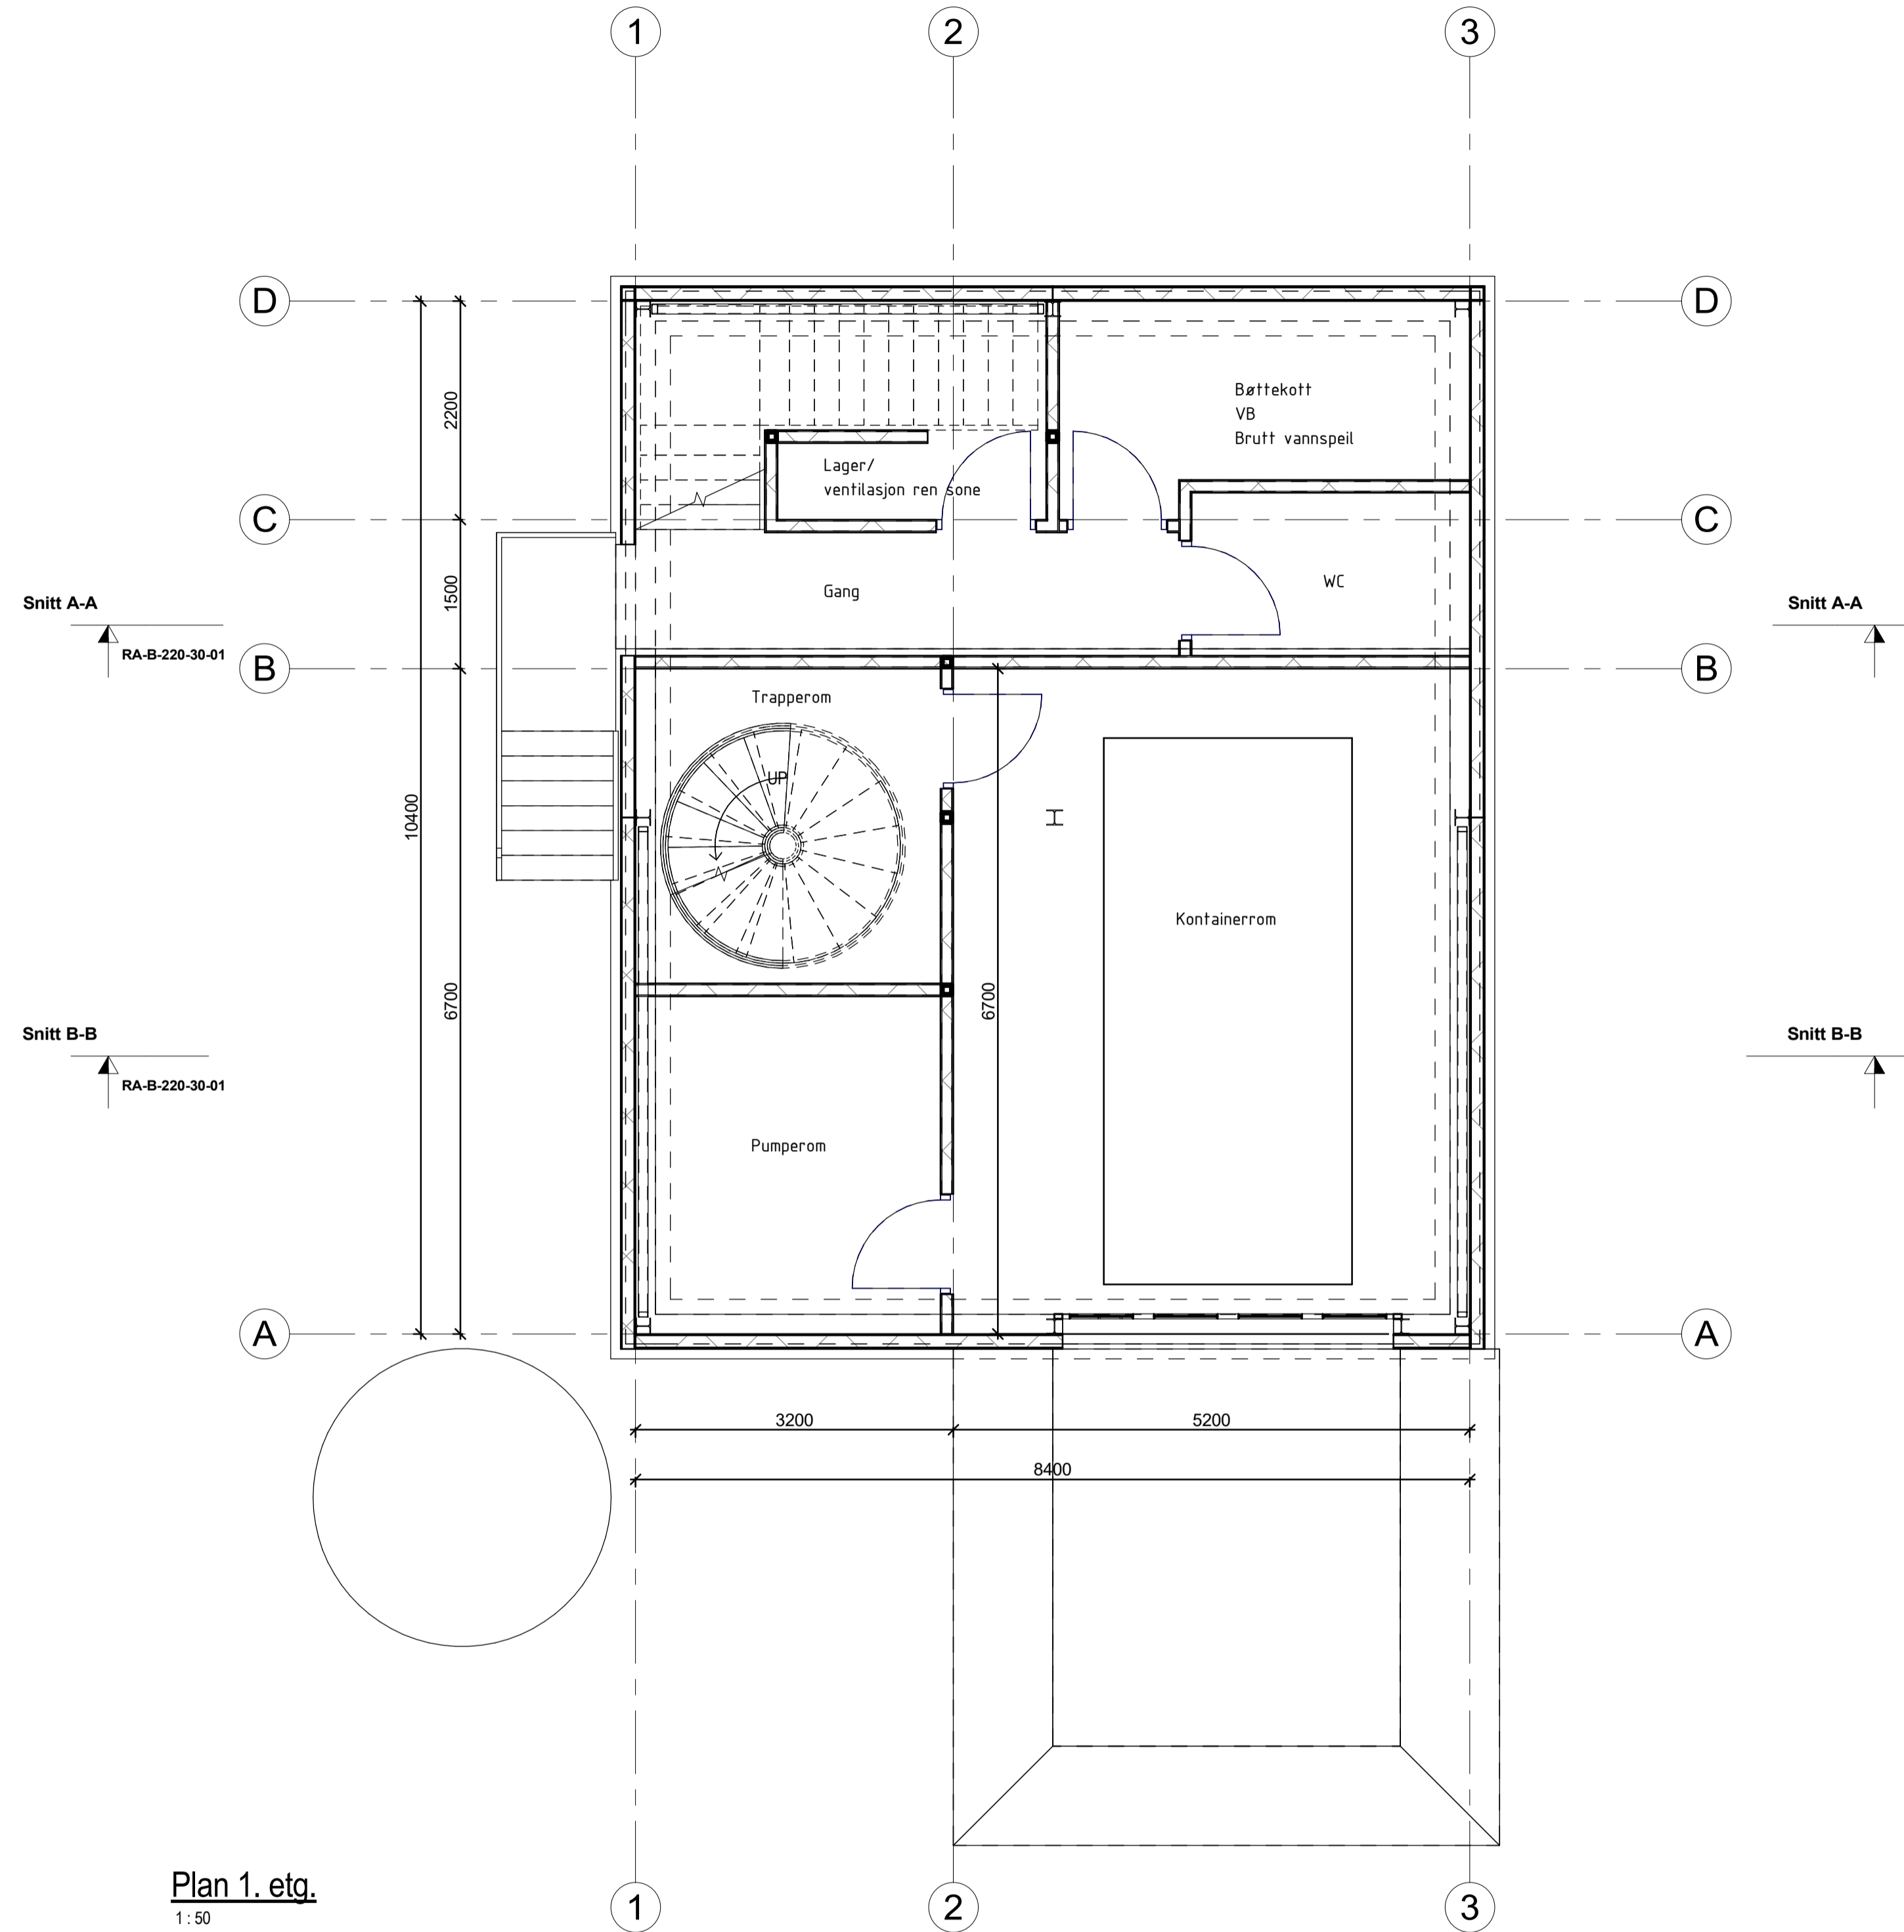 1
2
3
D
D
2200
Bøttekott
VB
Brutt vannspeil
Lager/
ventilasjon ren sone
C
C
1500
Gang
WC
Snitt A-A
Snitt A-A
RA-B-220-30-01
B
B
Trapperom
UP
10400
Kontainerrom
6700
6700
Snitt B-B
Snitt B-B
RA-B-220-30-01
Pumperom
A
A
3200
5200
8400
Plan 1. etg.
1 : 50
1
2
3